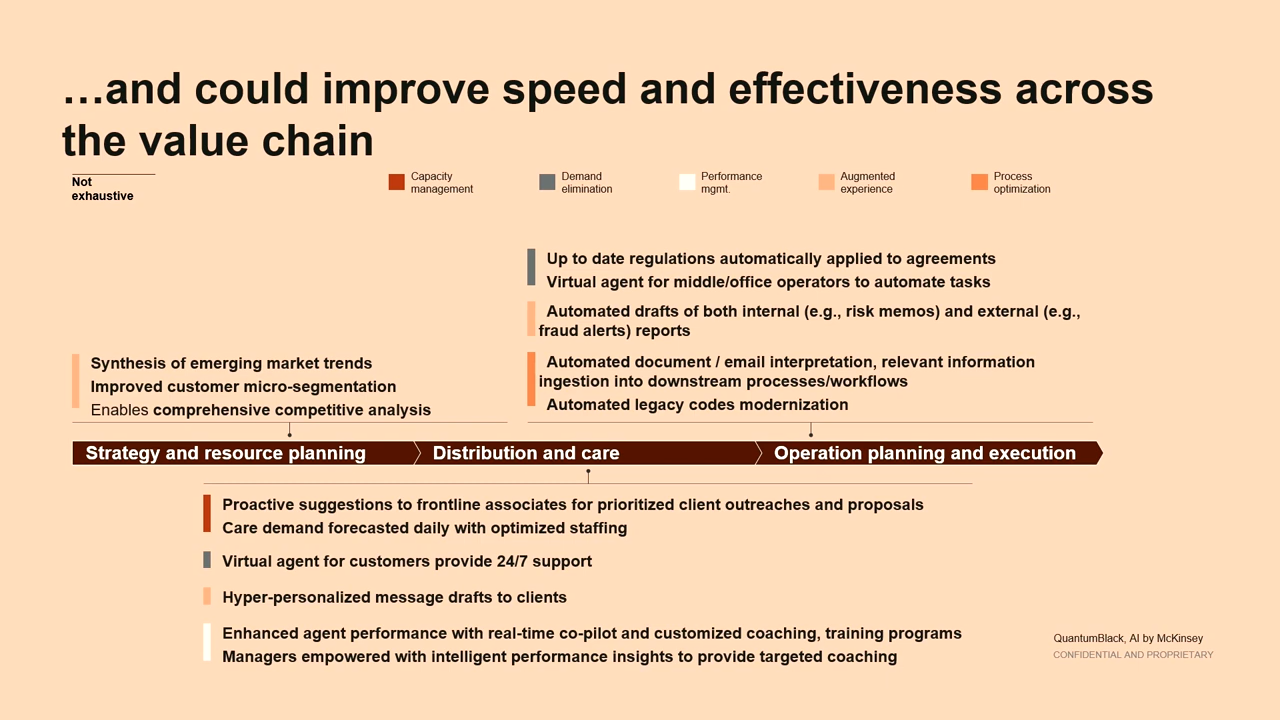 …and could improve speed and effectiveness across
the value chain
Not
exhaustive
Capacity
management
Demand
elimination
Performance
mgmt.
Augmented
experience
Process
optimization
Up to date regulations automatically applied to agreements
Virtual agent for middle/office operators to automate tasks
Automated drafts of both internal (e.g., risk memos) and external (e.g.,
fraud alerts) reports
Automated document / email interpretation, relevant information
ingestion into downstream processes/workflows
Automated legacy codes modernization
Synthesis of emerging market trends
Improved customer micro-segmentation
Enables comprehensive competitive analysis
Strategy and resource planning
Distribution and care
Operation planning and execution
Proactive suggestions to frontline associates for prioritized client outreaches and proposals
Care demand forecasted daily with optimized staffing
Virtual agent for customers provide 24/7 support
Hyper-personalized message drafts to clients
Enhanced agent performance with real-time co-pilot and customized coaching, training programs
Managers empowered with intelligent performance insights to provide targeted coaching
QuantumBlack, AI by McKinsey
CONFIDENTIAL AND PROPRIETARY